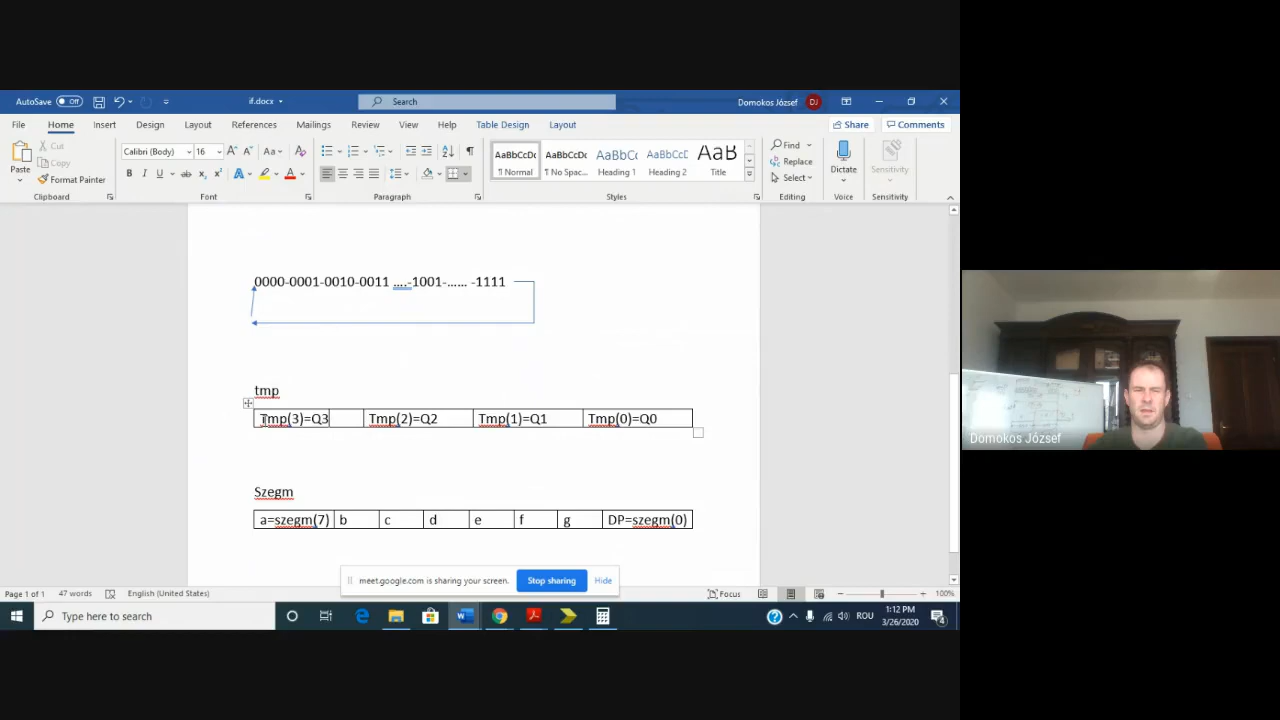 AutoSave Off if.docx Search Domokos József DJ
File Home Insert Design Layout References Mailings Review View Help Table Design Layout Share Comments
Paste Cut Copy Format Painter
Calibri (Body) 16 Aa
B I U ab x x A A
AaBbCcDc AaBbCcDc AaBbCc AaBbCcD AaB
¶ Normal ¶ No Spac... Heading 1 Heading 2 Title
Find Replace Select
Dictate Sensitivity
Clipboard Font Paragraph Styles Editing Voice Sensitivity
0000-0001-0010-0011 ….-1001-…… -1111
tmp
Tmp(3)=Q3 Tmp(2)=Q2 Tmp(1)=Q1 Tmp(0)=Q0
Szegm
a=szegm(7) b c d e f g DP=szegm(0)
meet.google.com is sharing your screen. Stop sharing Hide
Page 1 of 1 47 words English (United States) Focus 100%
Type here to search ROU 1:12 PM 3/26/2020 4
Domokos József